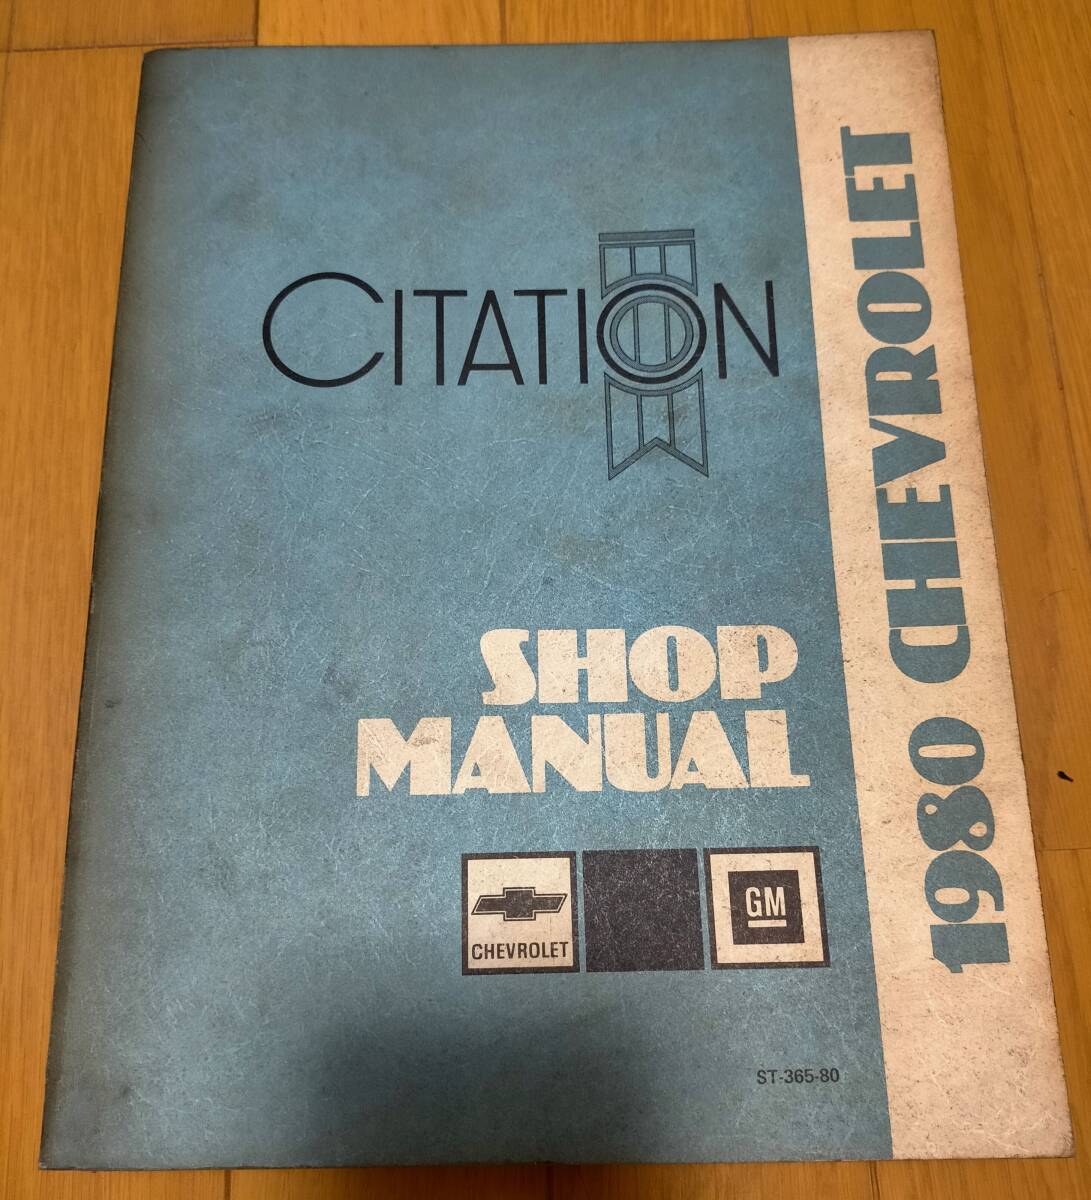 CITATION
SHOP
MANUAL
CHEVROLET
GM
ST-365-80
1980 CHEVROLET